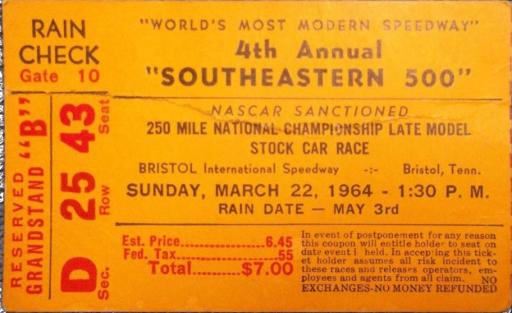 RAIN
CHECK
Gate 10
RESERVED
GRANDSTAND "B"
D 25 43
Sec. Row Seat
"WORLD'S MOST MODERN SPEEDWAY"
4th Annual
"SOUTHEASTERN 500"
NASCAR SANCTIONED
250 MILE NATIONAL CHAMPIONSHIP LATE MODEL
STOCK CAR RACE
BRISTOL International Speedway -:- Bristol, Tenn.
SUNDAY, MARCH 22, 1964 - 1:30 P. M.
RAIN DATE — MAY 3rd
Est. Price ........................ 6.45
Fed. Tax ........................ .55
Total ................ $7.00
In event of postponement for any reason
this coupon will entitle holder to seat on
date event i held. In accepting this tick-
et holder assumes all risk incident to
these races and releases operators, em-
ployees and agents from all claim. NO
EXCHANGES-NO MONEY REFUNDED